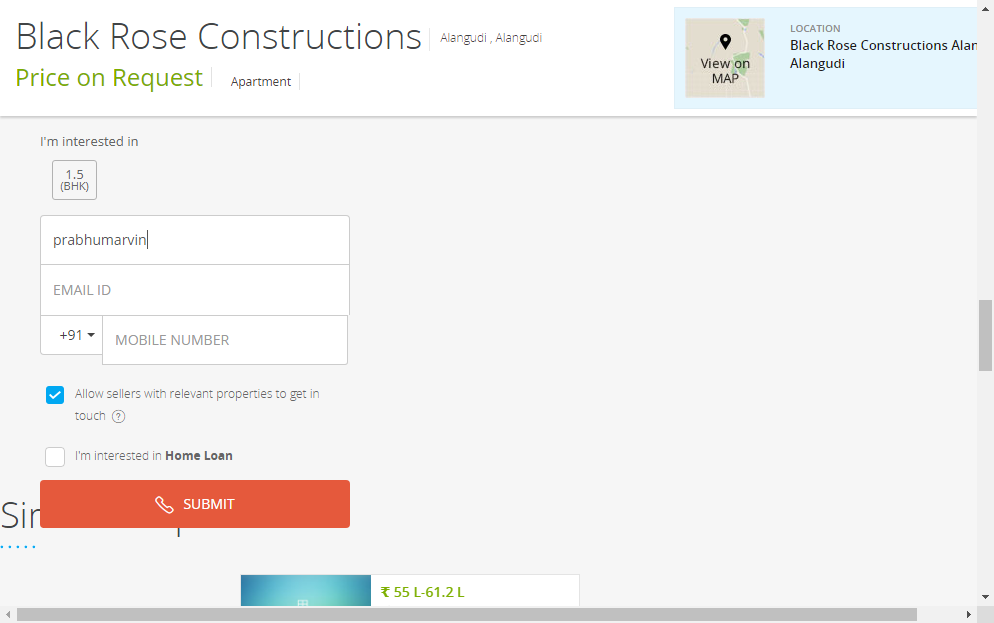 Black Rose Constructions
Alangudi , Alangudi
Price on Request
Apartment
View on
MAP
LOCATION
Black Rose Constructions Alan
Alangudi
I'm interested in
1.5
(BHK)
prabhumarvin
EMAIL ID
+91
MOBILE NUMBER
Allow sellers with relevant properties to get in
touch ?
I'm interested in Home Loan
SUBMIT
₹ 55 L-61.2 L